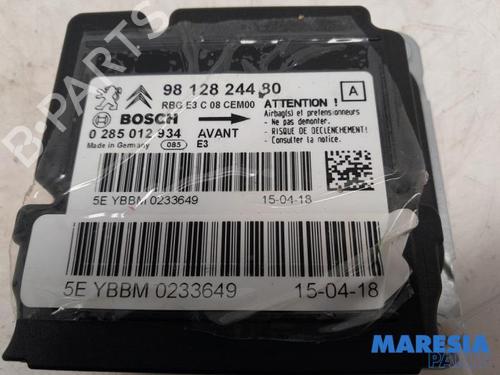 98 128 244 80
A
RBG E3 C 08 CEM00
ATTENTION !
BOSCH
Airbag(s) et pretensionneurs
- Ne pas demonter.
0 285 012 934 AVANT
- RISQUE DE DECLENCHEMENT!
Made in Germany 085 E3
- Consulter la notice.
5E YBBM 0233649 15-04-18
5E YBBM 0233649 15-04-18
MARESIA
PARTS